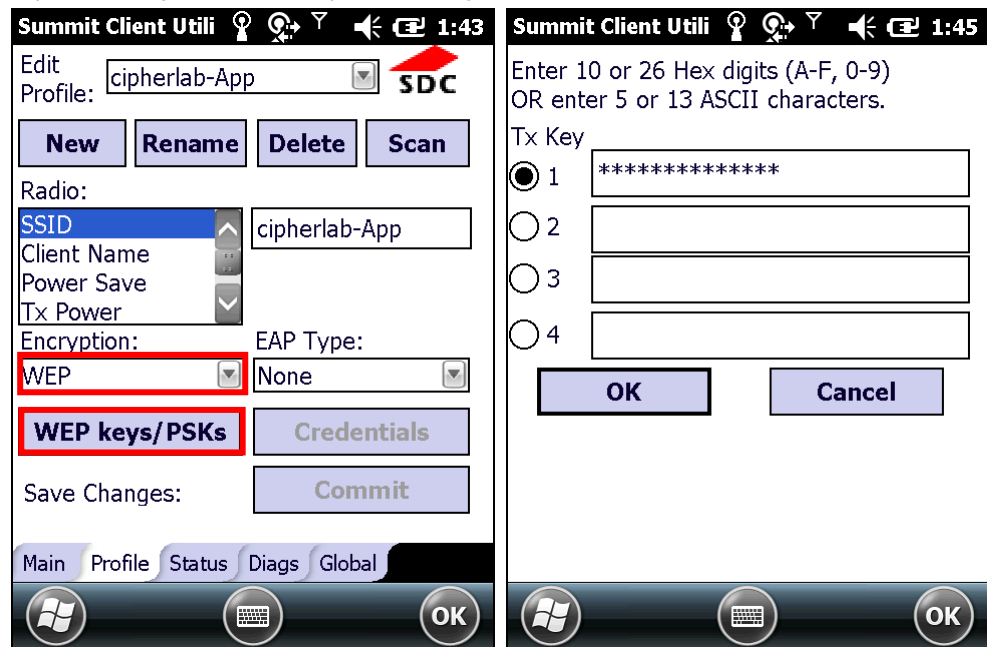 Summit Client Utili 1:43
Edit
Profile: cipherlab-App
SDC
New Rename Delete Scan
Radio:
SSID cipherlab-App
Client Name
Power Save
Tx Power
Encryption: EAP Type:
WEP None
WEP keys/PSKs Credentials
Save Changes: Commit
Main Profile Status Diags Global
OK
Summit Client Utili 1:45
Enter 10 or 26 Hex digits (A-F, 0-9)
OR enter 5 or 13 ASCII characters.
Tx Key
1 **************
2
3
4
OK Cancel
OK